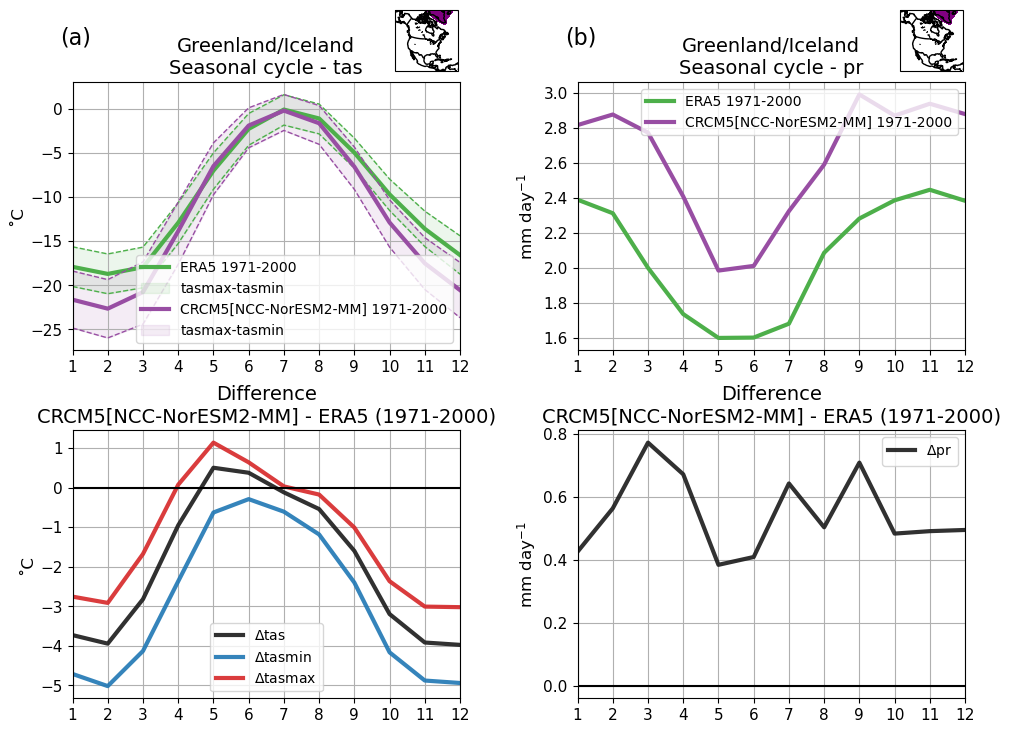 (a)
Greenland/Iceland
Seasonal cycle - tas
0
−5
−10
−15
−20
−25
˚C
ERA5 1971-2000
tasmax-tasmin
CRCM5[NCC-NorESM2-MM] 1971-2000
tasmax-tasmin
1 2 3 4 5 6 7 8 9 10 11 12
(b)
Greenland/Iceland
Seasonal cycle - pr
3.0
2.8
2.6
2.4
2.2
2.0
1.8
1.6
mm day⁻¹
ERA5 1971-2000
CRCM5[NCC-NorESM2-MM] 1971-2000
1 2 3 4 5 6 7 8 9 10 11 12
Difference
CRCM5[NCC-NorESM2-MM] - ERA5 (1971-2000)
1
0
−1
−2
−3
−4
−5
˚C
Δtas
Δtasmin
Δtasmax
1 2 3 4 5 6 7 8 9 10 11 12
Difference
CRCM5[NCC-NorESM2-MM] - ERA5 (1971-2000)
0.8
0.6
0.4
0.2
0.0
mm day⁻¹
Δpr
1 2 3 4 5 6 7 8 9 10 11 12